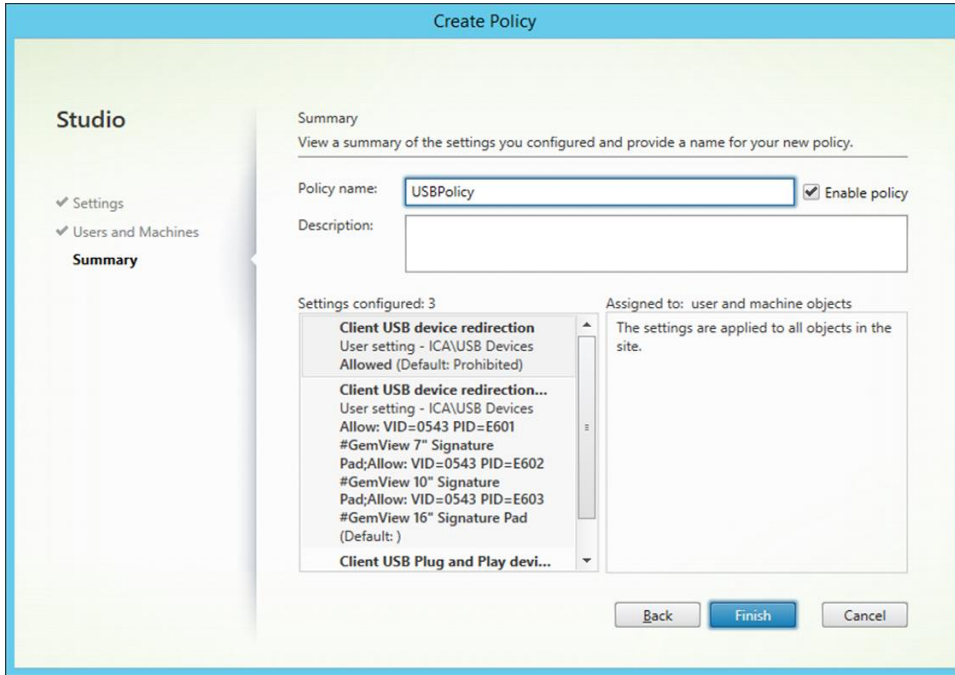 Create Policy
Studio
Settings
Users and Machines
Summary
Summary
View a summary of the settings you configured and provide a name for your new policy.
Policy name:
USBPolicy
Enable policy
Description:
Settings configured: 3
Client USB device redirection
User setting - ICA\USB Devices
Allowed (Default: Prohibited)
Client USB device redirection...
User setting - ICA\USB Devices
Allow: VID=0543 PID=E601
#GemView 7" Signature
Pad;Allow: VID=0543 PID=E602
#GemView 10" Signature
Pad;Allow: VID=0543 PID=E603
#GemView 16" Signature Pad
(Default: )
Client USB Plug and Play devi...
Assigned to: user and machine objects
The settings are applied to all objects in the
site.
Back
Finish
Cancel